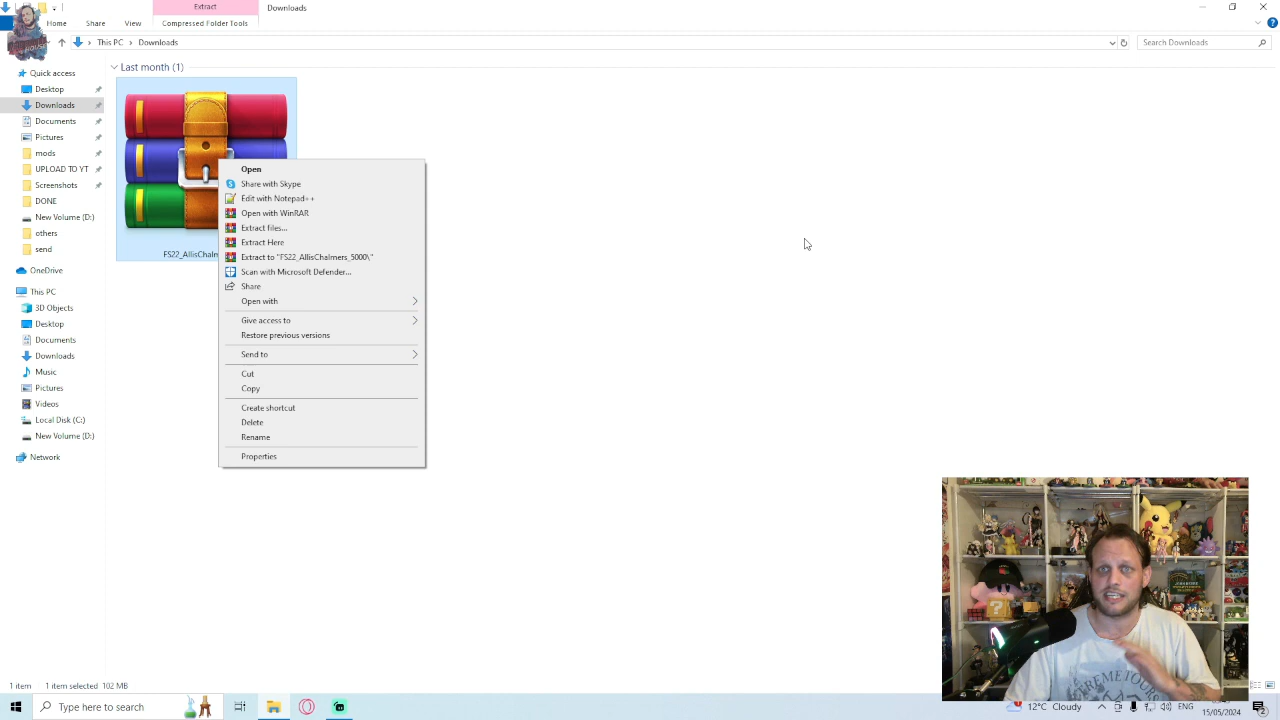 Extract
Downloads
Home
Share
View
Compressed Folder Tools
This PC
Downloads
Search Downloads
Last month (1)
Quick access
Desktop
Downloads
Documents
Pictures
mods
UPLOAD TO YT
Screenshots
DONE
New Volume (D:)
others
send
OneDrive
This PC
3D Objects
Desktop
Documents
Downloads
Music
Pictures
Videos
Local Disk (C:)
New Volume (D:)
Network
FS22_AllisChalm
Open
Share with Skype
Edit with Notepad++
Open with WinRAR
Extract files...
Extract Here
Extract to "FS22_AllisChalmers_5000\"
Scan with Microsoft Defender...
Share
Open with
Give access to
Restore previous versions
Send to
Cut
Copy
Create shortcut
Delete
Rename
Properties
1 item
1 item selected 102 MB
Type here to search
12°C Cloudy
ENG
15/05/2024